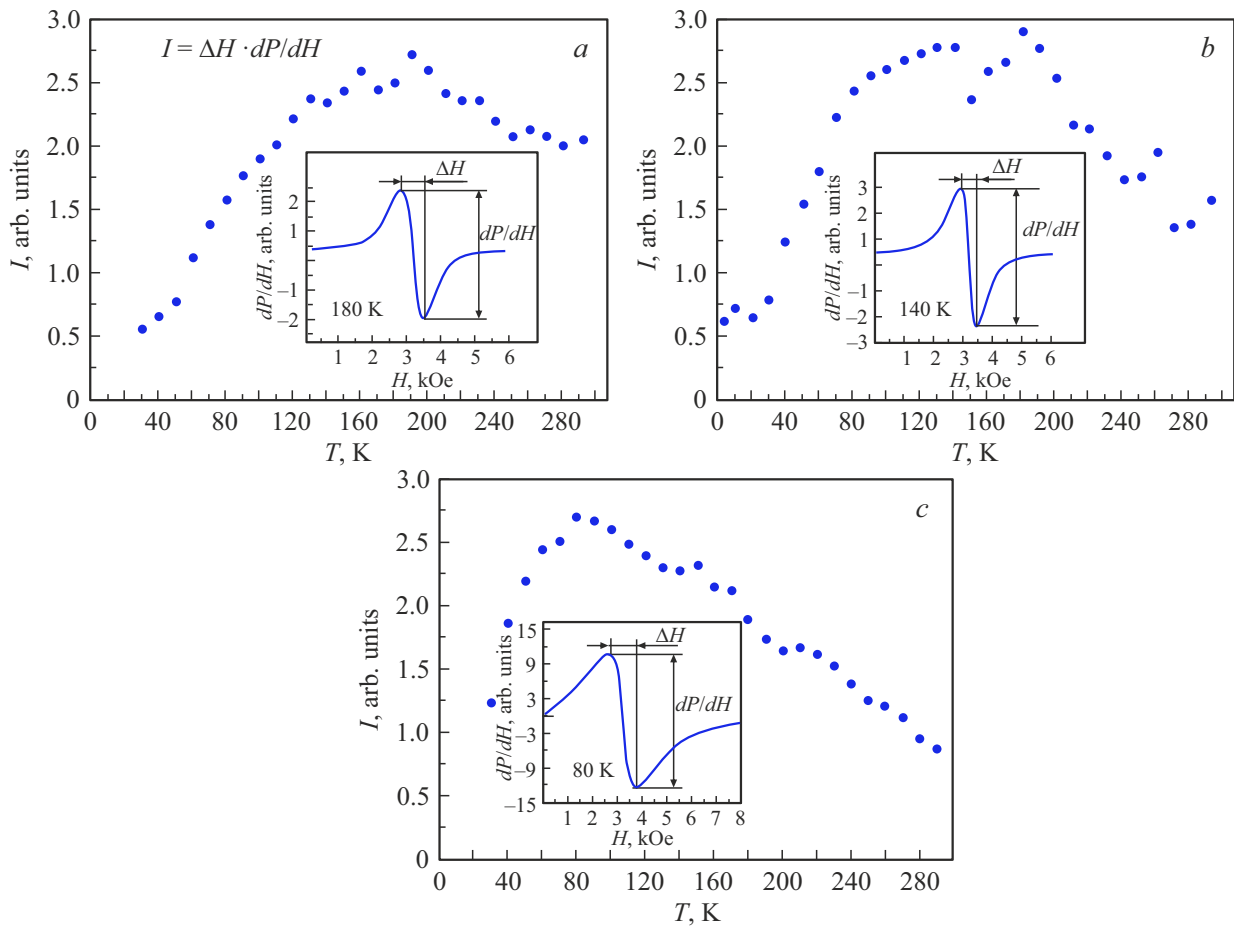 I = ΔH · dP/dH
a
I, arb. units
3.0
2.5
2.0
1.5
1.0
0.5
0
0 40 80 120 160 200 240 280
T, K
ΔH
dP/dH
dP/dH, arb. units
2
1
−1
−2
180 K
1 2 3 4 5 6
H, kOe
b
I, arb. units
3.0
2.5
2.0
1.5
1.0
0.5
0
0 40 80 120 160 200 240 280
T, K
ΔH
dP/dH
dP/dH, arb. units
3
2
1
−1
−2
−3
140 K
1 2 3 4 5 6
H, kOe
c
I, arb. units
3.0
2.5
2.0
1.5
1.0
0.5
0
0 40 80 120 160 200 240 280
T, K
ΔH
dP/dH
dP/dH, arb. units
15
9
3
−3
−9
−15
80 K
1 2 3 4 5 6 7 8
H, kOe